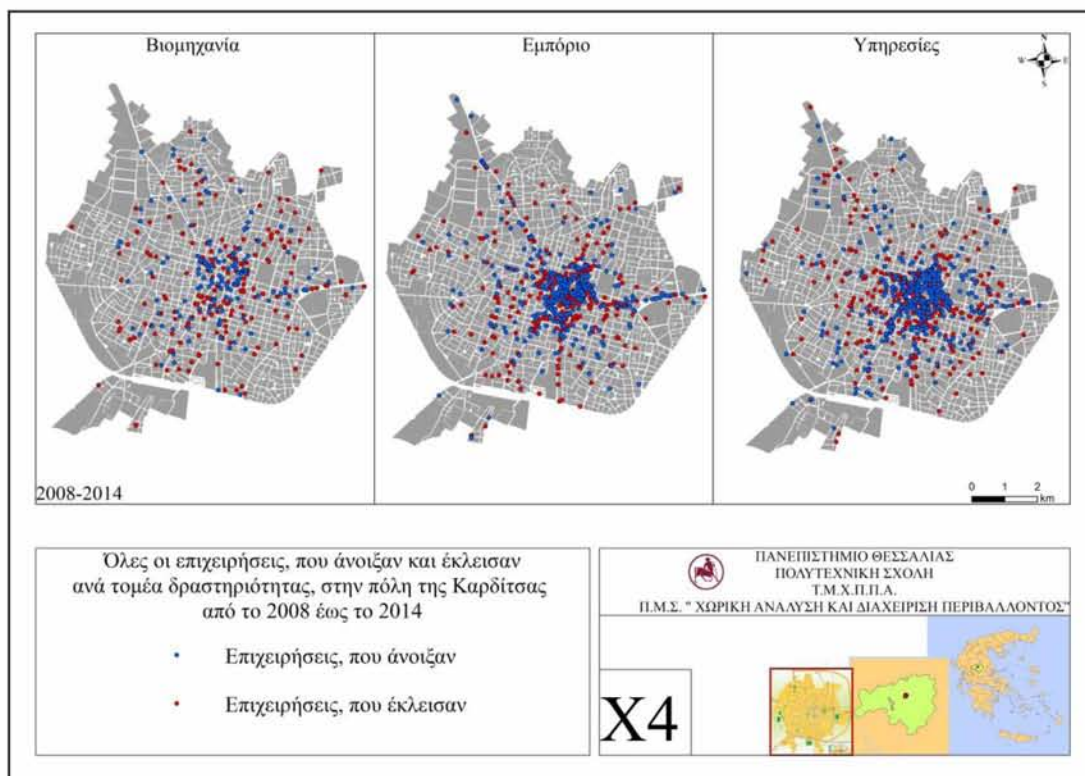 Βιομηχανία
Εμπόριο
Υπηρεσίες
N
W E
S
2008-2014
0 1 2
km
Όλες οι επιχειρήσεις, που άνοιξαν και έκλεισαν
ανά τομέα δραστηριότητας, στην πόλη της Καρδίτσας
από το 2008 έως το 2014
Επιχειρήσεις, που άνοιξαν
Επιχειρήσεις, που έκλεισαν
ΠΑΝΕΠΙΣΤΗΜΙΟ ΘΕΣΣΑΛΙΑΣ
ΠΟΛΥΤΕΧΝΙΚΗ ΣΧΟΛΗ
Τ.Μ.Χ.Π.Π.Α.
Π.Μ.Σ. " ΧΩΡΙΚΗ ΑΝΑΛΥΣΗ ΚΑΙ ΔΙΑΧΕΙΡΙΣΗ ΠΕΡΙΒΑΛΛΟΝΤΟΣ"
X4